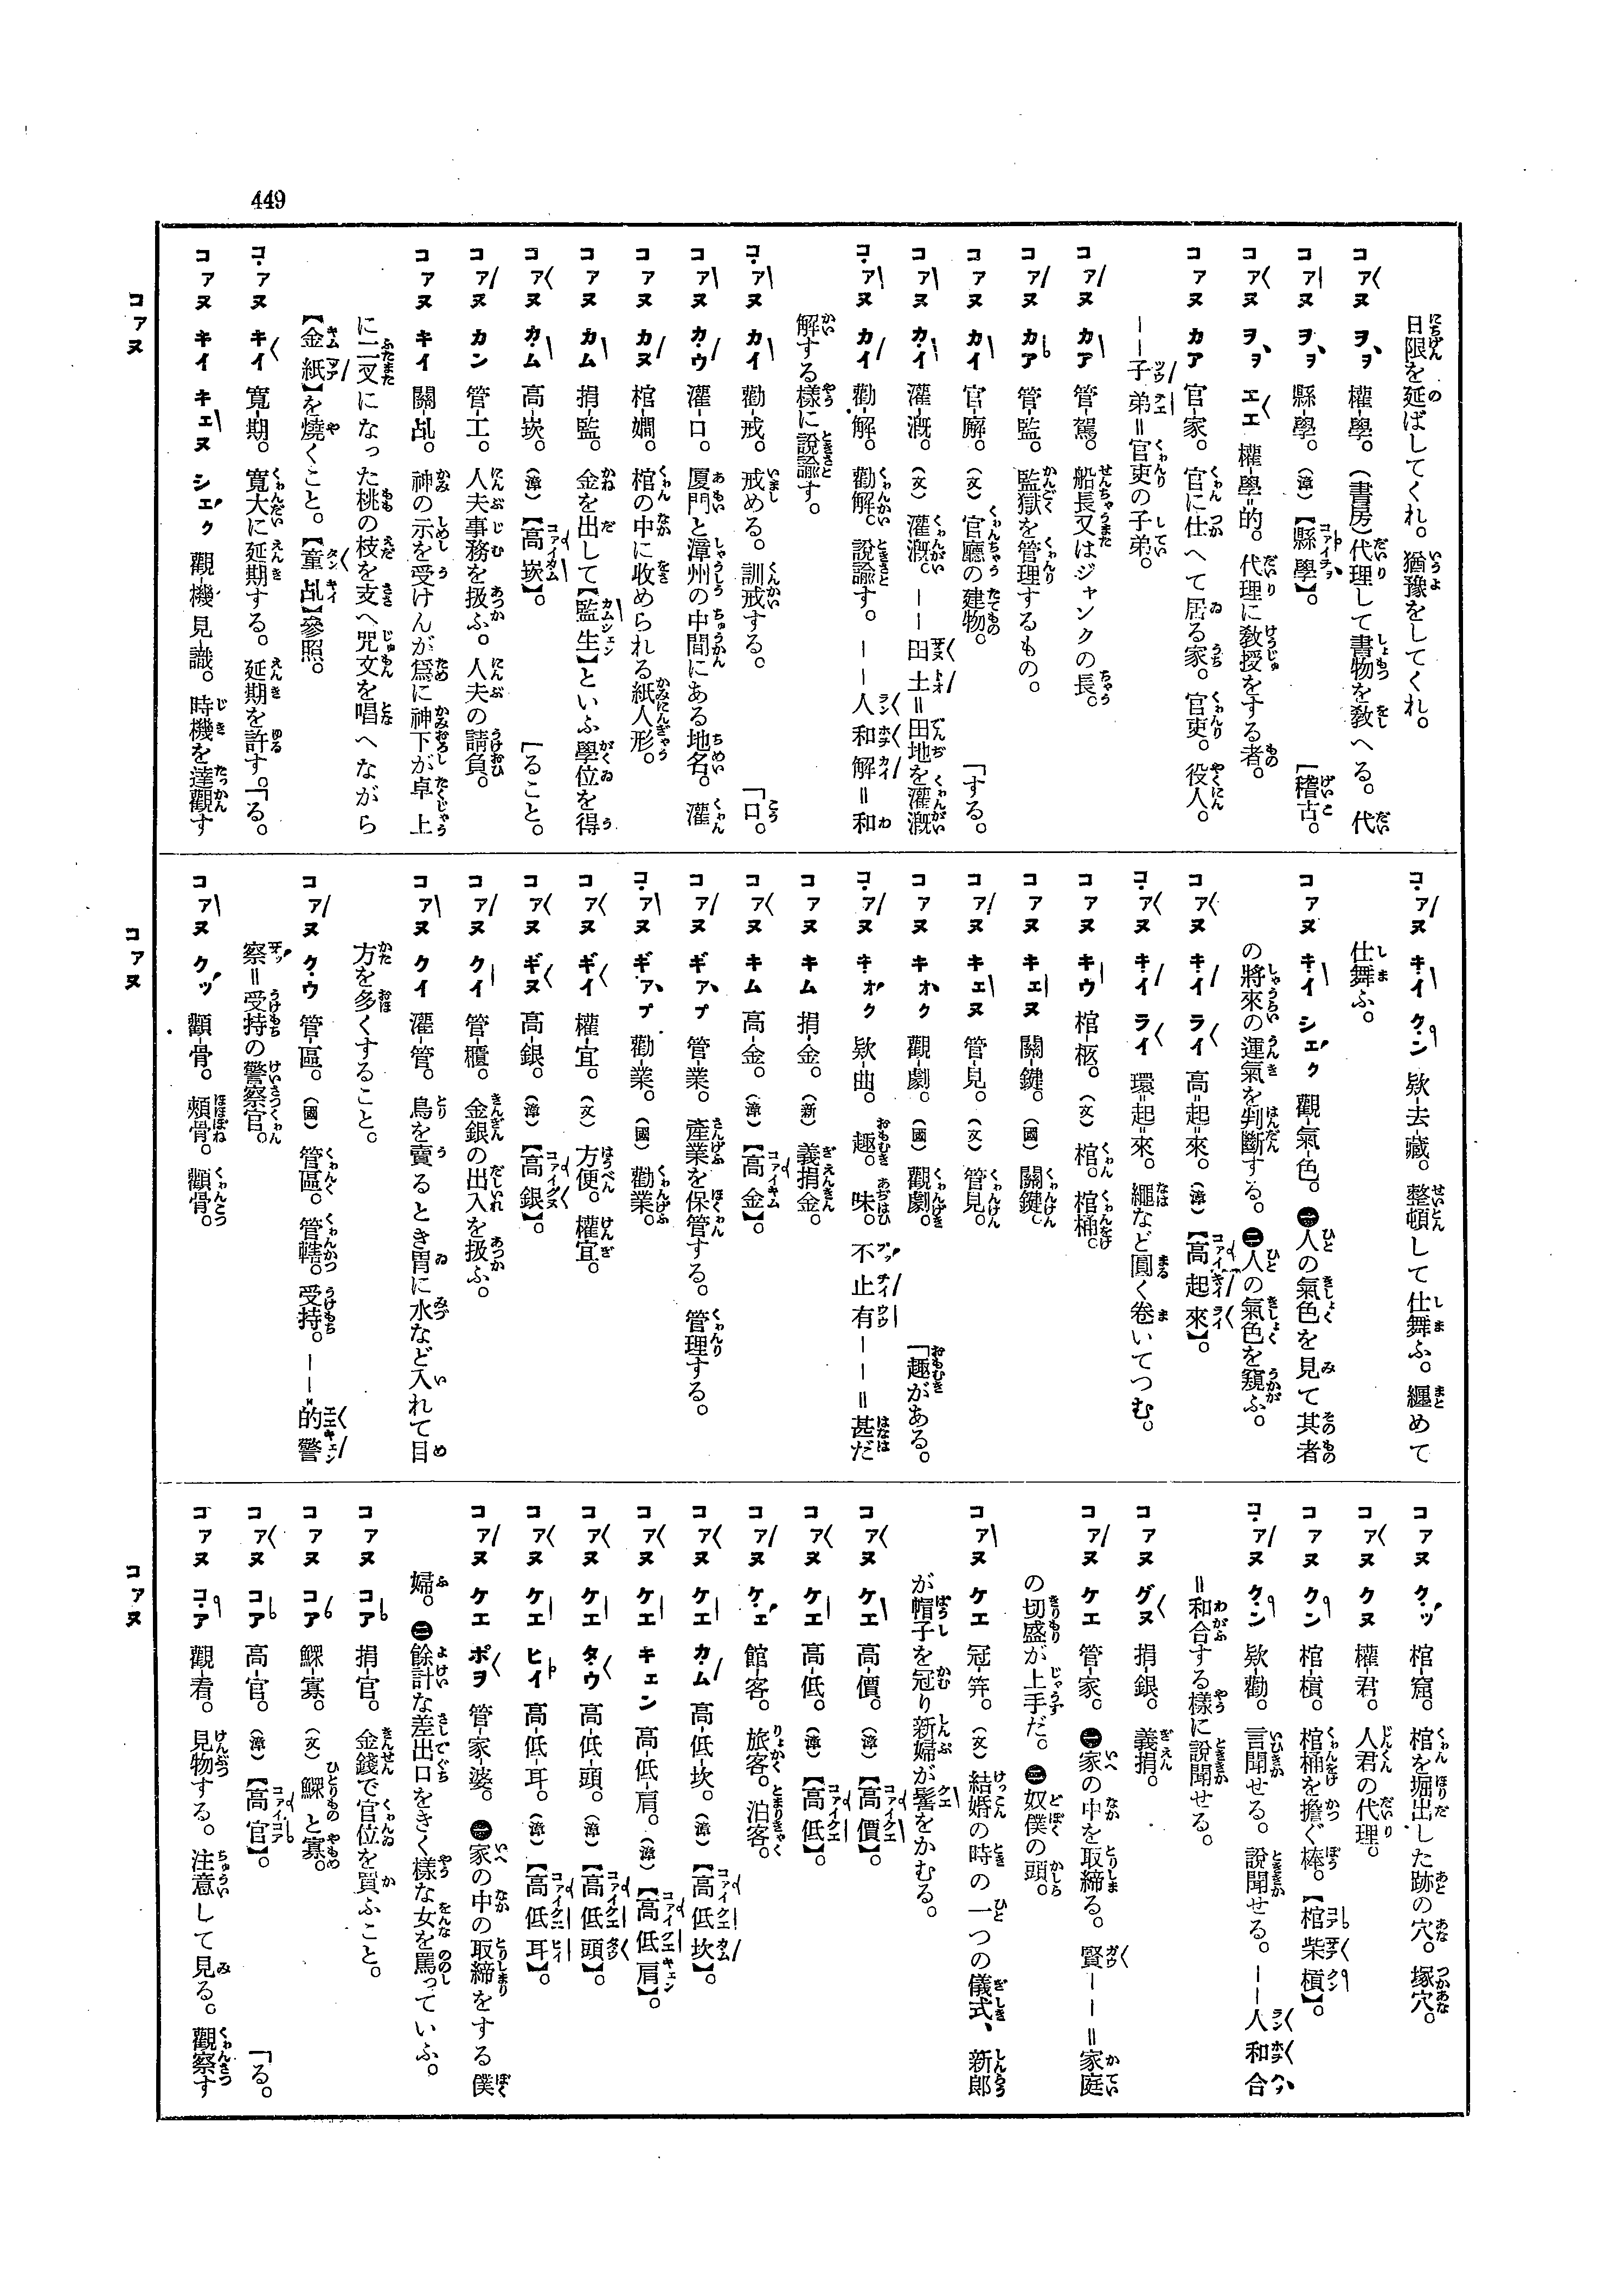 449
日限を延ばしてくれ。猶豫をしてくれ。
コァヌ ヲヲ 權-學。(書房)代理して書物を敎へる。代
コァヌ ヲヲ 縣-學。(漳)【縣學】。 「稽古。
コァヌ ヲヲ エエ 權-學=的。代理に敎授をする者。
コァヌ カア 官-家。官に仕へて居る家。官吏。役人。
――子弟=官吏の子弟。
コァヌ カア 管-駕。船長又はジャンクの長。
コァヌ カア 管-監。監獄を管理するもの。
コァヌ カイ 官-廨。(文)官廳の建物。 「する。
コァヌ カイ 灌-漑。(文)灌漑。――田土=田地を灌漑
コァヌ カイ 勸-解。勸解。說諭す。――人和解=和
解する樣に說諭す。
コァヌ カイ 勸-戒。戒める。訓戒する。 「口。
コァヌ カウ 灌-口。厦門と漳州の中間にある地名。灌
コァヌ カヌ 棺-嫺。棺の中に收められる紙人形。
コァヌ カム 捐-監。金を出して【監生】といふ學位を得
コァヌ カム 高-崁。(漳)【高崁】。 「ること。
コァヌ カン 管-工。人夫事務を扱ふ。人夫の請負。
コァヌ キイ 關-乩。神の示を受けんが爲に神下が卓上
に二叉になった桃の枝を支へ咒文を唱へながら
【金紙】を燒くこと。【童乩】參照。
コァヌ キイ 寬-期。寬大に延期する。延期を許す。「る。
コァヌ キイ キェヌ シェク 觀-機-見-識。時機を達觀す
コァヌ キイ クン 欵-去-藏。整頓して仕舞ふ。纒めて
仕舞ふ。
コァヌ キイ シェク 觀-氣-色。㊀人の氣色を見て其者
の將來の運氣を判斷する。㊁人の氣色を窺ふ。
コァヌ キイ ライ 高=起-來。(漳)【高起來】。
コァヌ キイ ライ 環=起-來。繩など圓く卷いてつむ。
コァヌ キウ 棺-柩。(文)棺。棺桶。
コァヌ キェヌ 關-鍵。(國)關鍵。
コァヌ キェヌ 管-見。(文)管見。
コァヌ キォク 觀-劇。(國)觀劇。 「趣がある。
コァヌ キォク 欵-曲。趣。味。不止有――=甚だ
コァヌ キム 捐-金。(新)義捐金。
コァヌ キム 高-金。(漳)【高金】。
コァヌ ギァプ 管-業。產業を保管する。管理する。
コァヌ ギァプ 勸-業。(國)勸業。
コァヌ ギイ 權-宜。(文)方便。權宜。
コァヌ ギヌ 高-銀。(漳)【高銀】。
コァヌ クイ 管-櫃。金銀の出入を扱ふ。
コァヌ クイ 灌-管。鳥を賣るとき胃に水など入れて目
方を多くすること。
コァヌ クウ 管-區。(國)管區。管轄。受持。――=的警
察=受持の警察官。
コァヌ クッ 顴-骨。頰骨。顴骨。
コァヌ クッ 棺-窟。棺を掘出した跡の穴。塚穴。
コァヌ クヌ 權-君。人君の代理。
コァヌ クン 棺-槓。棺桶を擔ぐ棒。【棺柴槓】。
コァヌ クン 欵-勸。言聞せる。說聞せる。――人和合
=和合する樣に說聞せる。
コァヌ グヌ 捐-銀。義捐。
コァヌ ケエ 管-家。㊀家の中を取締る。賢――=家庭
の切盛が上手だ。㊁奴僕の頭。
コァヌ ケエ 冠-笄。(文)結婚の時の一つの儀式、新郞
が帽子を冠り新婦が髻をかむる。
コァヌ ケエ 高-價。(漳)【高價】。
コァヌ ケエ 高-低。(漳)【高低】。
コァヌ ケェ 館-客。旅客。泊客。
コァヌ ケエ カム 高-低-坎。(漳)【高低坎】。
コァヌ ケエ キェン 高-低-肩。(漳)【高低肩】。
コァヌ ケエ タウ 高-低-頭。(漳)【高低頭】。
コァヌ ケエ ヒイ 高-低-耳。(漳)【高低耳】。
コァヌ ケエ ポヲ 管-家-婆。㊀家の中の取締をする僕
婦。㊁餘計な差出口をきく樣な女を罵っていふ。
コァヌ コア 捐-官。金錢で官位を買ふこと。
コァヌ コア 鰥-寡。(文)鰥と寡。
コァヌ コア 高-官。(漳)【高官】。 「る。
コァヌ コア 觀-看。見物する。注意して見る。觀察す
コァヌ
コァヌ
コァヌ